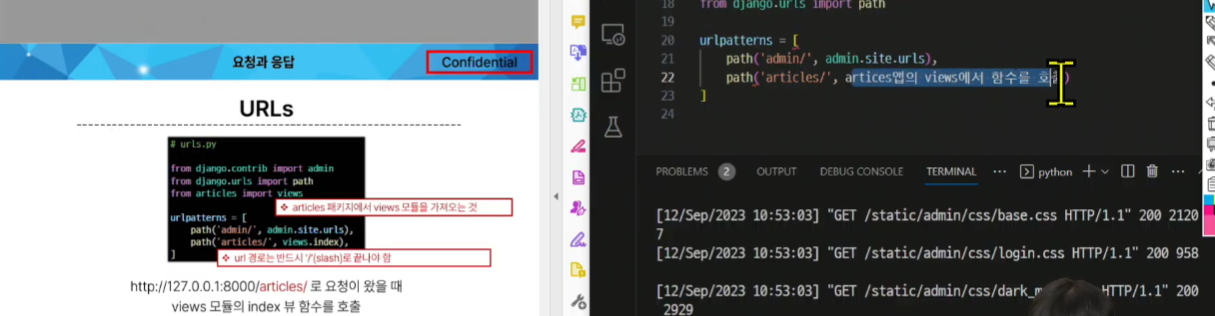 요청과 응답
Confidential
URLs
# urls.py
from django.contrib import admin
from django.urls import path
from articles import views
❖ articles 패키지에서 views 모듈을 가져오는 것
urlpatterns = [
path('admin/', admin.site.urls),
path('articles/', views.index),
]
❖ url 경로는 반드시 '/'(slash)로 끝나야 함
http://127.0.0.1:8000/articles/ 로 요청이 왔을 때
views 모듈의 index 뷰 함수를 호출
18 from django.urls import path
19
20 urlpatterns = [
21 path('admin/', admin.site.urls),
22 path('articles/', artices앱의 views에서 함수를 호출)
23 ]
24
PROBLEMS 2 OUTPUT DEBUG CONSOLE TERMINAL ··· python
[12/Sep/2023 10:53:03] "GET /static/admin/css/base.css HTTP/1.1" 200 2120
7
[12/Sep/2023 10:53:03] "GET /static/admin/css/login.css HTTP/1.1" 200 958
[12/Sep/2023 10:53:03] "GET /static/admin/css/dark_m HTTP/1.1" 200
2929